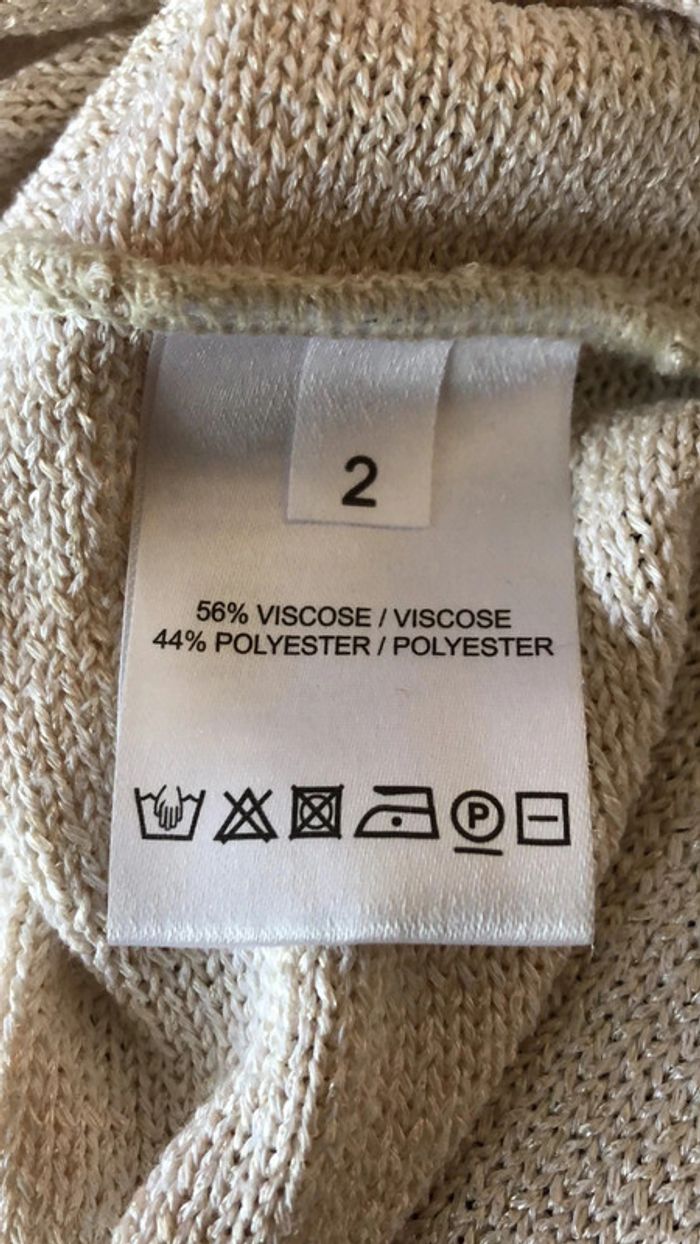 2
56% VISCOSE / VISCOSE
44% POLYESTER / POLYESTER
P